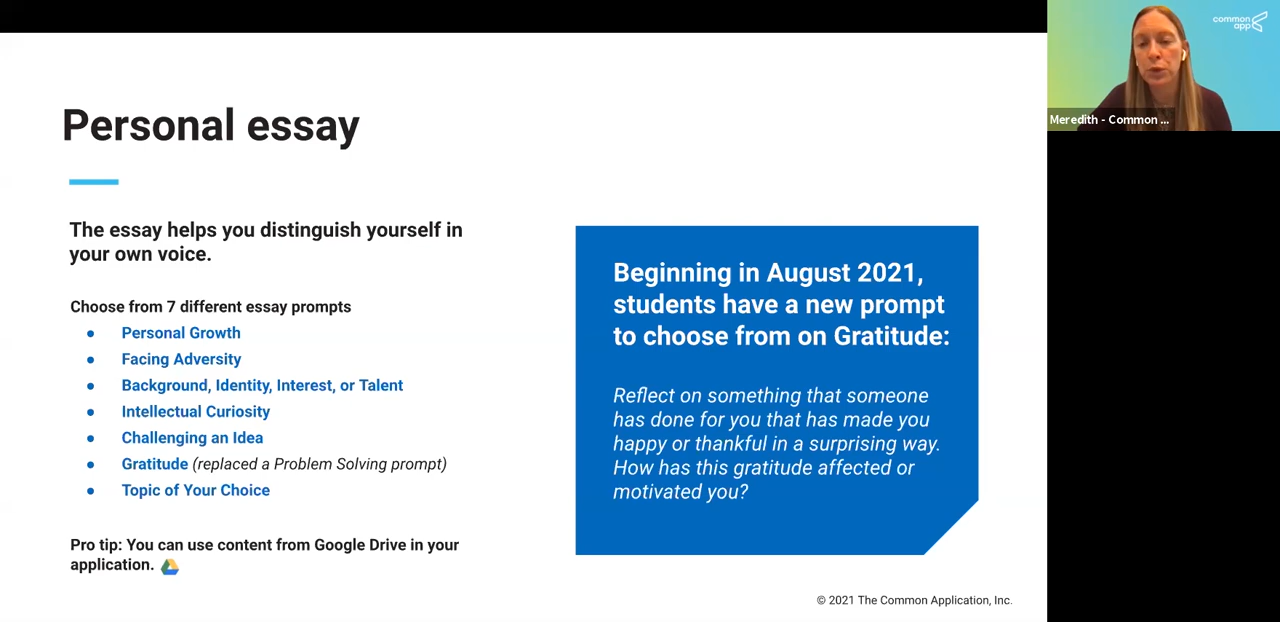 Personal essay
The essay helps you distinguish yourself in
your own voice.
Choose from 7 different essay prompts
● Personal Growth
● Facing Adversity
● Background, Identity, Interest, or Talent
● Intellectual Curiosity
● Challenging an Idea
● Gratitude (replaced a Problem Solving prompt)
● Topic of Your Choice
Pro tip: You can use content from Google Drive in your
application.
Beginning in August 2021,
students have a new prompt
to choose from on Gratitude:
Reflect on something that someone
has done for you that has made you
happy or thankful in a surprising way.
How has this gratitude affected or
motivated you?
© 2021 The Common Application, Inc.
common
app
Meredith - Common ...